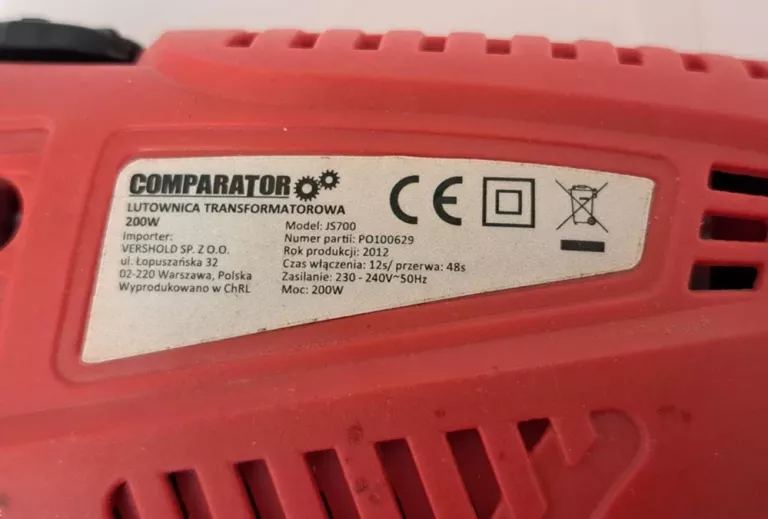 COMPARATOR
LUTOWNICA TRANSFORMATOROWA
200W
Importer:
VERSHOLD SP. Z O.O.
ul. Łopuszańska 32
02-220 Warszawa, Polska
Wyprodukowano w ChRL
Model: JS700
Numer partii: PO100629
Rok produkcji: 2012
Czas włączenia: 12s/ przerwa: 48s
Zasilanie: 230 - 240V~50Hz
Moc: 200W
CE